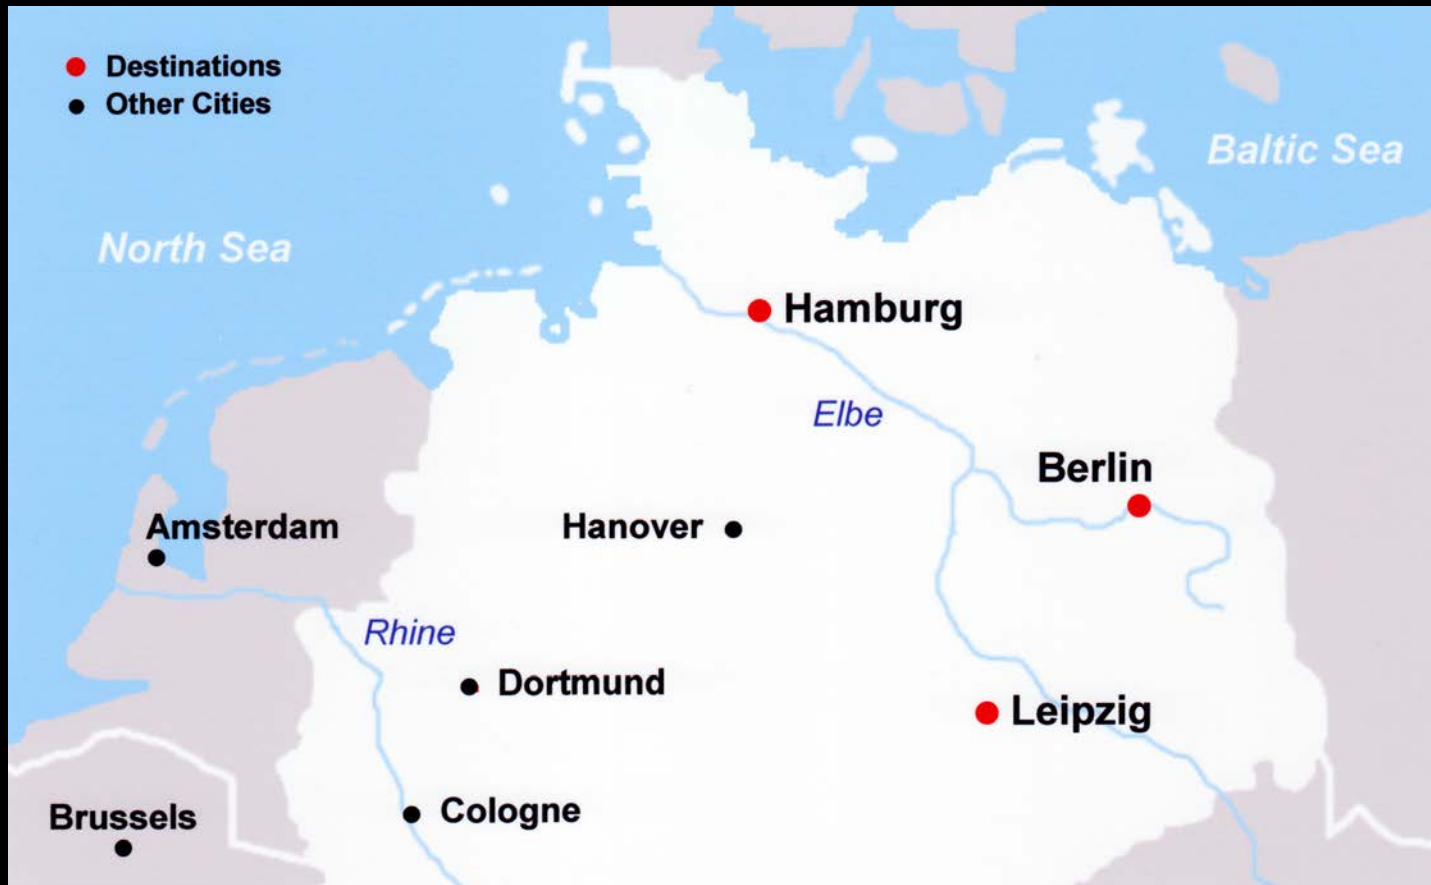 Destinations
Other Cities
Baltic Sea
North Sea
Hamburg
Elbe
Berlin
Amsterdam
Hanover
Rhine
Dortmund
Leipzig
Brussels
Cologne